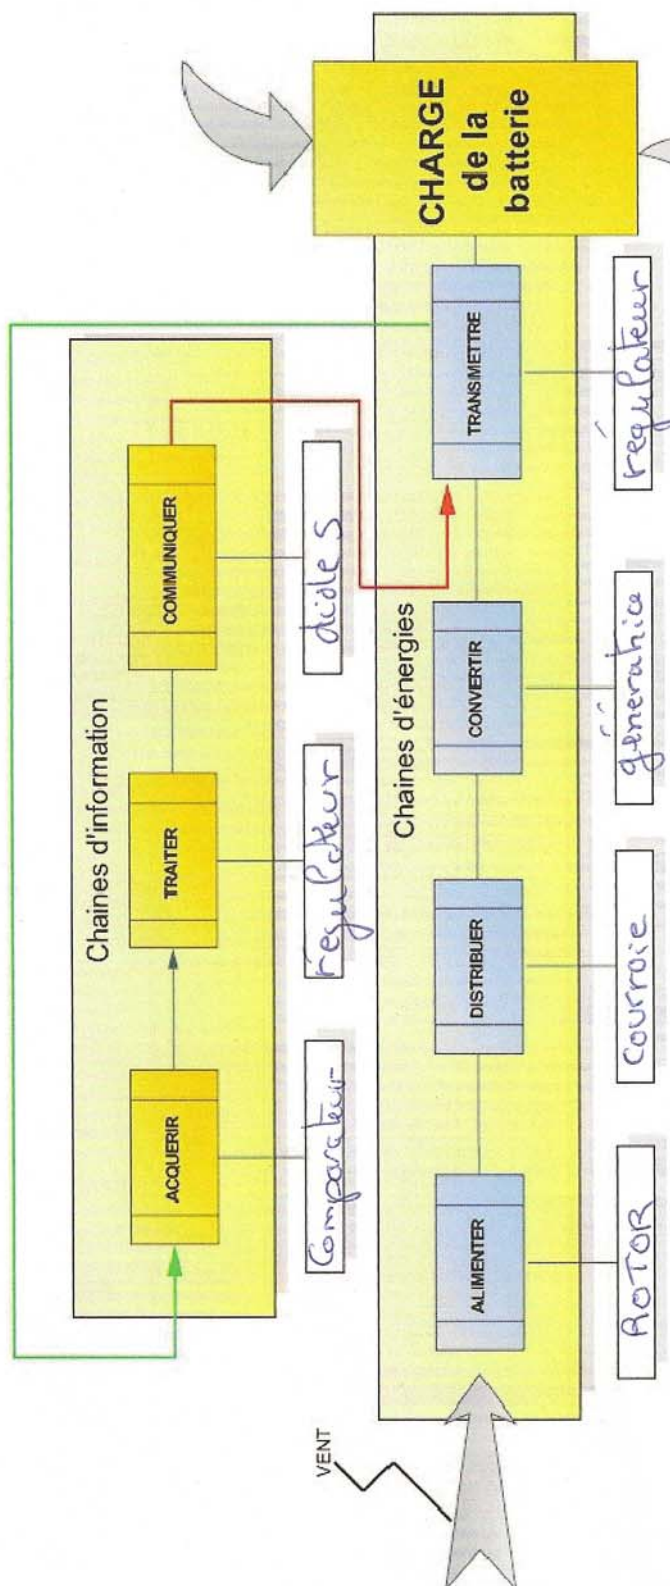 Chaines d'information
ACQUERIR
TRAITER
COMMUNIQUER
Comparateur
régulateur
diodes
Chaines d'énergies
VENT
ALIMENTER
DISTRIBUER
CONVERTIR
TRANSMETTRE
CHARGE
de la
batterie
ROTOR
Courroie
génératrice
régulateur